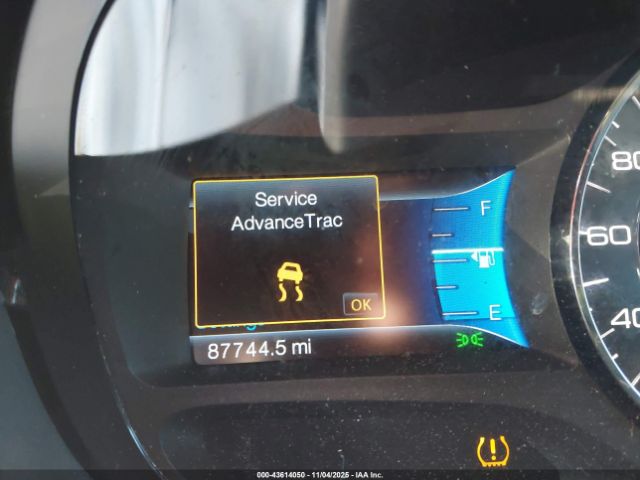 Service
AdvanceTrac
OK
F
E
87744.5 mi
80
60
40
000-43614050 - 11/04/2025 - IAA Inc.